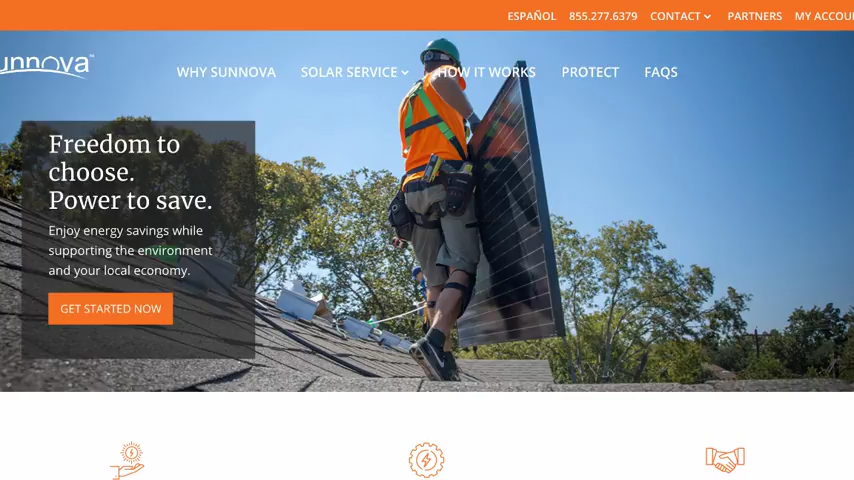 ESPAÑOL 855.277.6379 CONTACT PARTNERS MY ACCOU
unnova™
WHY SUNNOVA SOLAR SERVICE HOW IT WORKS PROTECT FAQS
Freedom to
choose.
Power to save.
Enjoy energy savings while
supporting the environment
and your local economy.
GET STARTED NOW